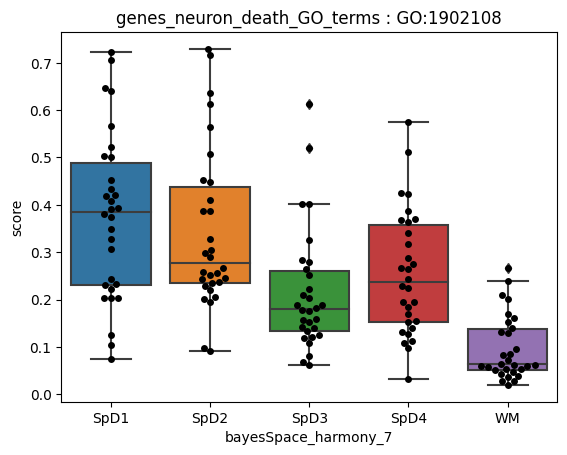 genes_neuron_death_GO_terms : GO:1902108
score
0.7
0.6
0.5
0.4
0.3
0.2
0.1
0.0
SpD1 SpD2 SpD3 SpD4 WM
bayesSpace_harmony_7